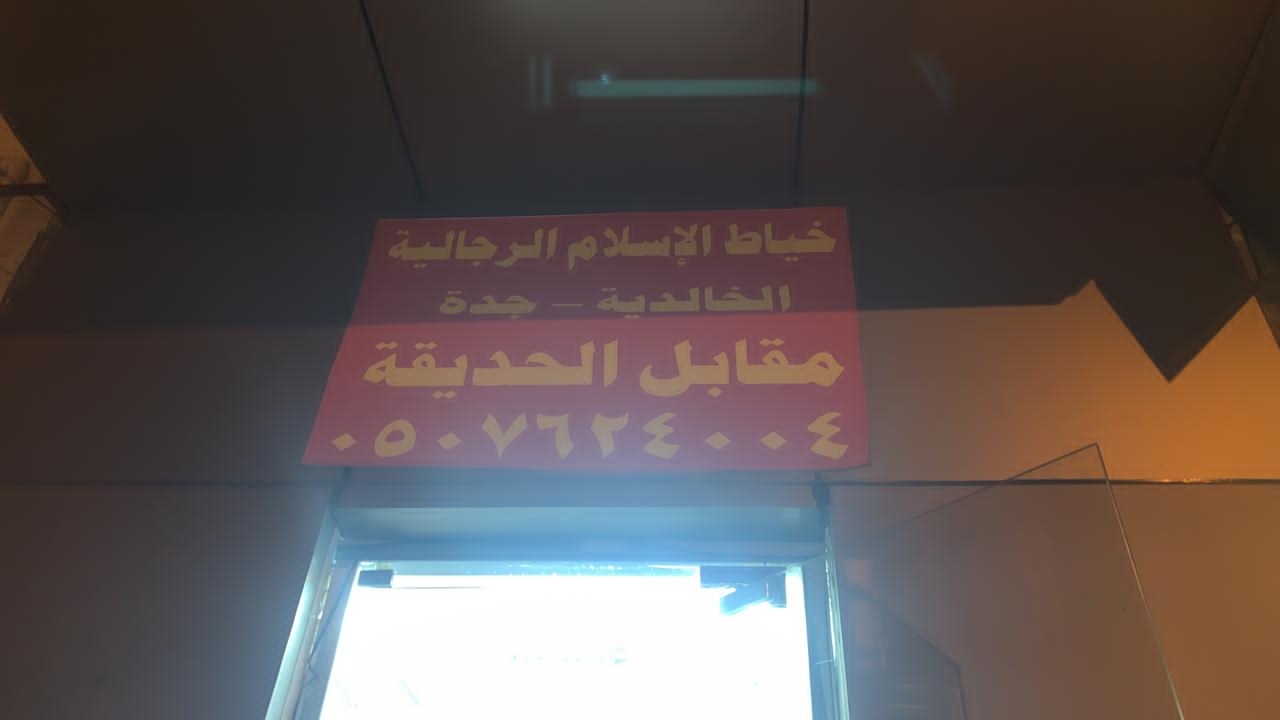 خياط الإسلام الرجالية
الخالدية - جدة
مقابل الحديقة
٠٥٠٧٦٢٤٠٠٤